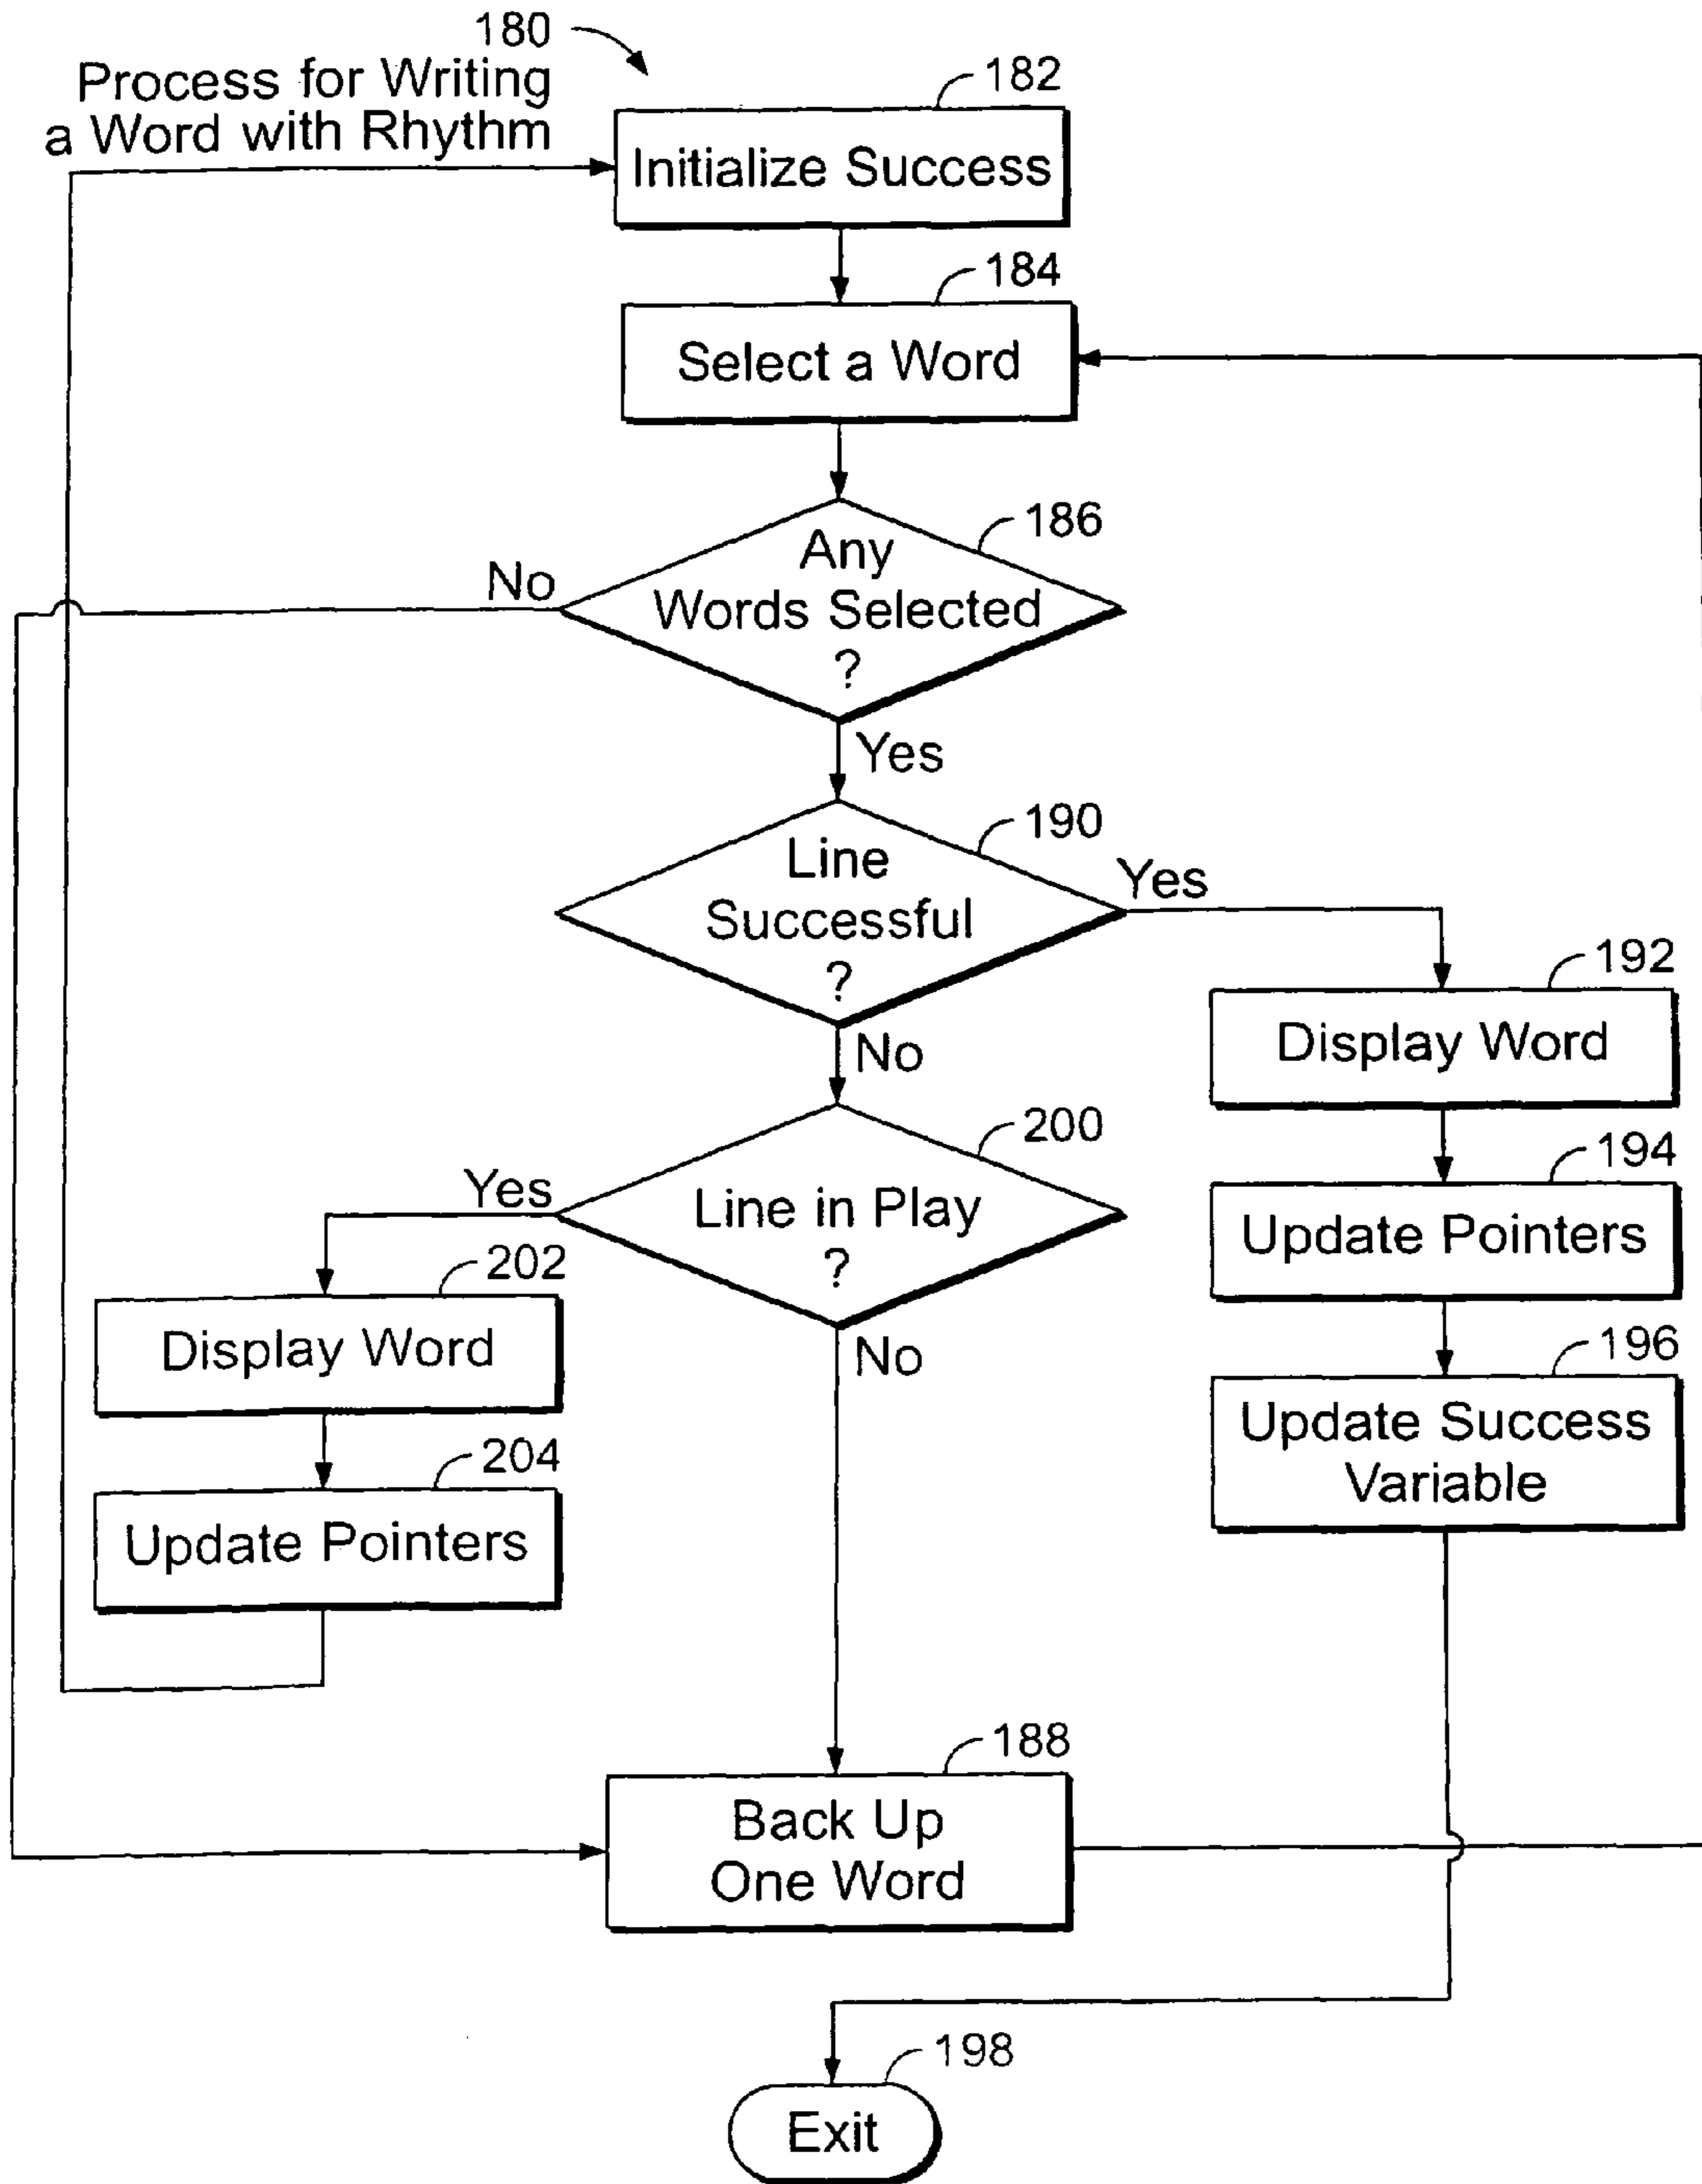 180
Process for Writing
a Word with Rhythm
182
Initialize Success
184
Select a Word
186
Any
Words Selected
?
No
Yes
190
Line
Successful
?
Yes
No
192
Display Word
194
Update Pointers
196
Update Success
Variable
200
Line in Play
?
Yes
No
202
Display Word
204
Update Pointers
188
Back Up
One Word
198
Exit